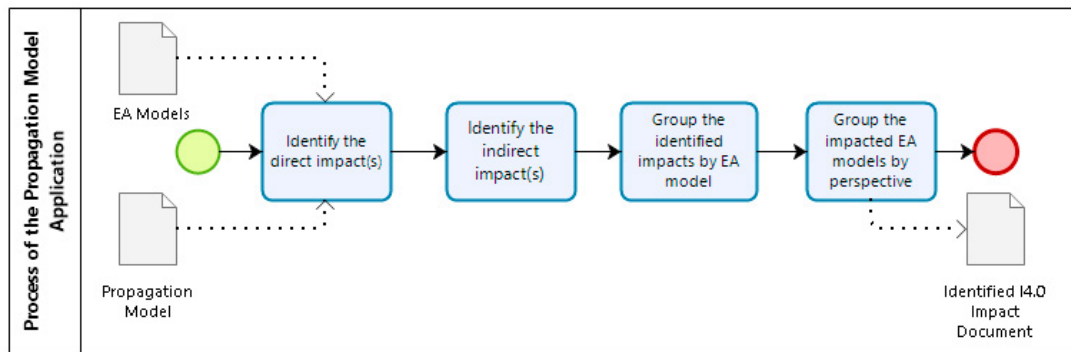 Process of the Propagation Model
Application
EA Models
Identify the
direct impact(s)
Identify the
indirect
impact(s)
Group the
identified
impacts by EA
model
Group the
impacted EA
models by
perspective
Propagation
Model
Identified I4.0
Impact
Document